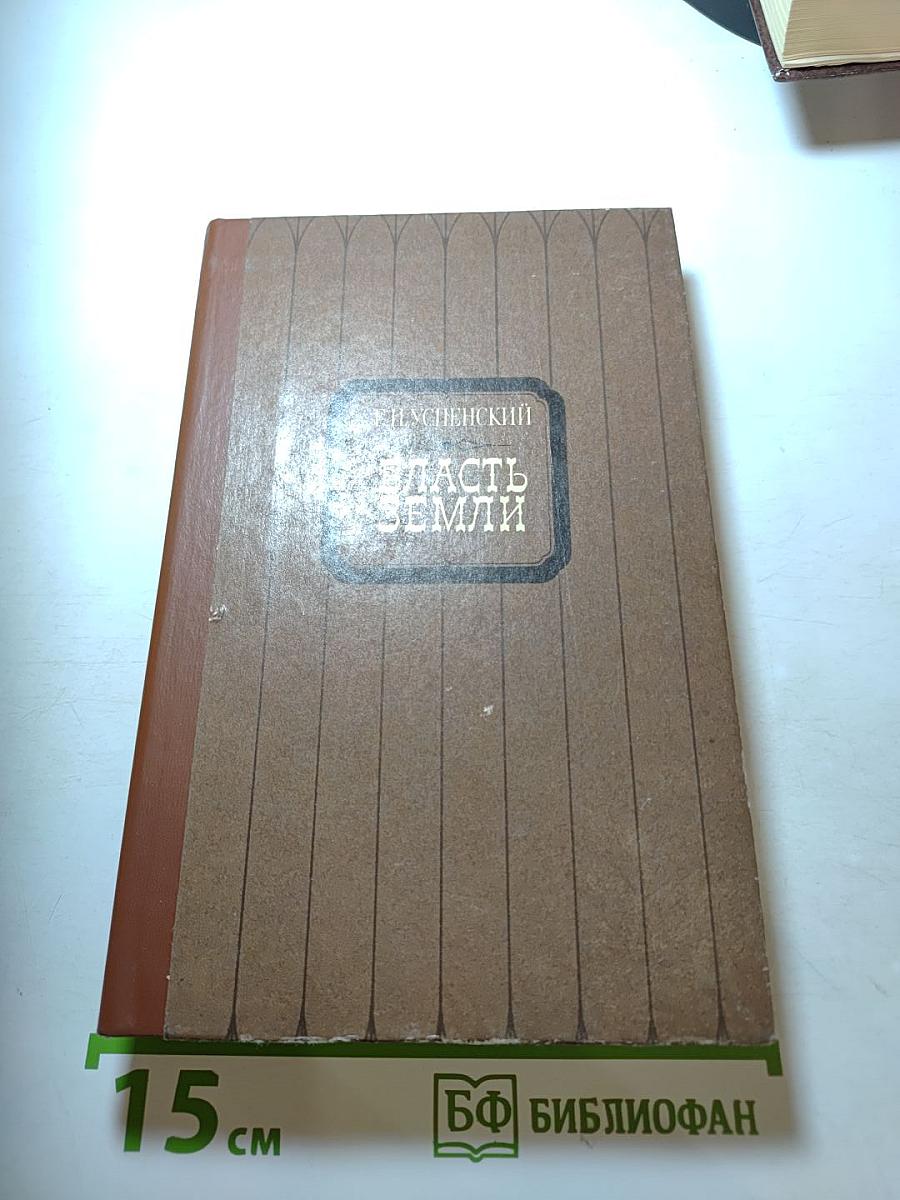 Г.И.УСПЕНСКИЙ
ВЛАСТЬ
ЗЕМЛИ
15 см
БФ БИБЛИОФАН